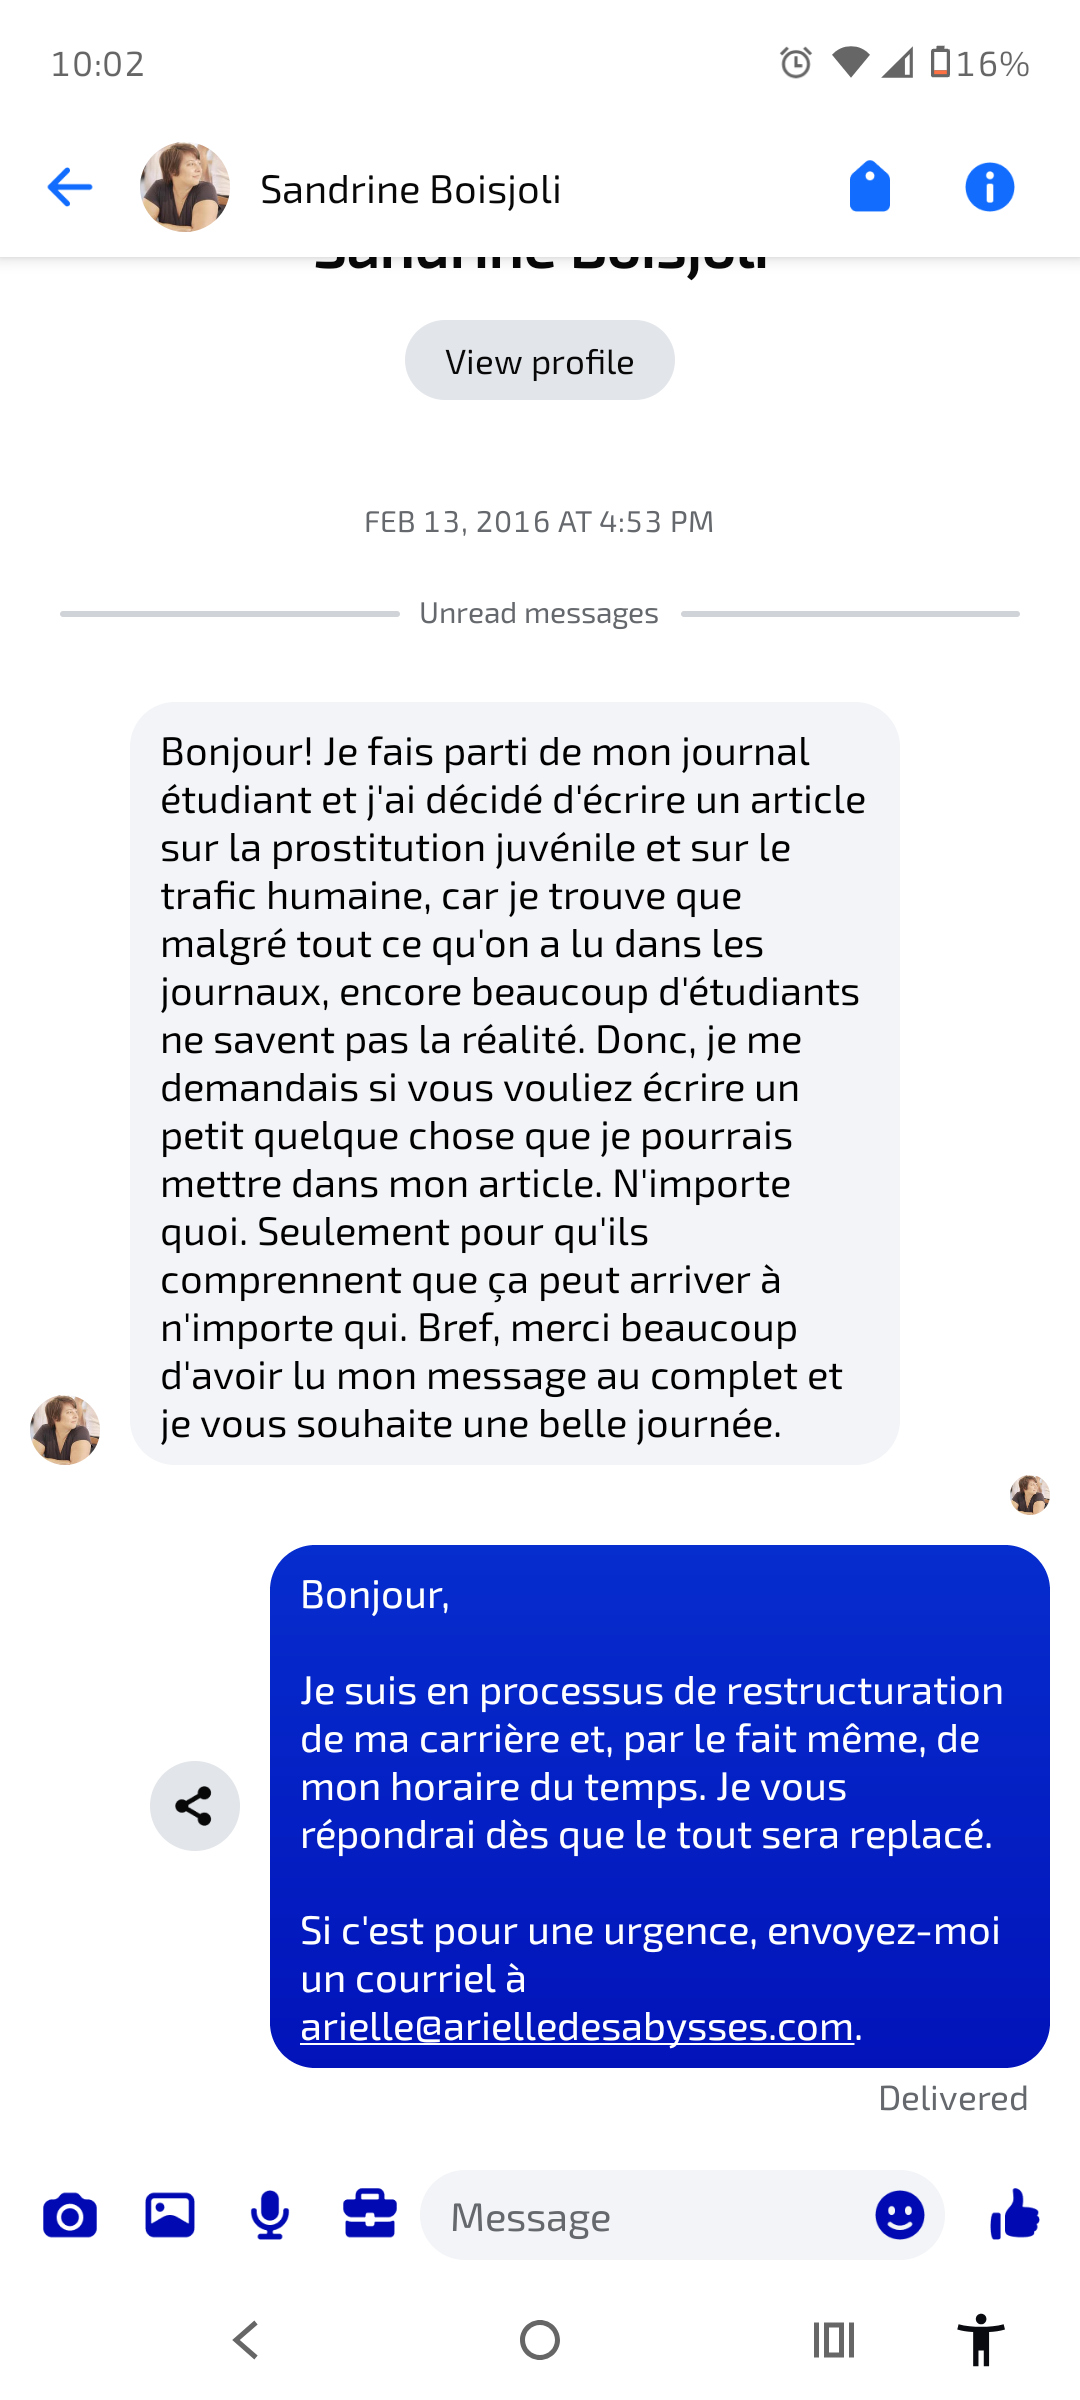 10:02
16%
Sandrine Boisjoli
Sandrine Boisjoli
View profile
FEB 13, 2016 AT 4:53 PM
Unread messages
Bonjour! Je fais parti de mon journal
étudiant et j'ai décidé d'écrire un article
sur la prostitution juvénile et sur le
trafic humaine, car je trouve que
malgré tout ce qu'on a lu dans les
journaux, encore beaucoup d'étudiants
ne savent pas la réalité. Donc, je me
demandais si vous vouliez écrire un
petit quelque chose que je pourrais
mettre dans mon article. N'importe
quoi. Seulement pour qu'ils
comprennent que ça peut arriver à
n'importe qui. Bref, merci beaucoup
d'avoir lu mon message au complet et
je vous souhaite une belle journée.
Bonjour,
Je suis en processus de restructuration
de ma carrière et, par le fait même, de
mon horaire du temps. Je vous
répondrai dès que le tout sera replacé.
Si c'est pour une urgence, envoyez-moi
un courriel à
arielle@arielledesabysses.com.
Delivered
Message